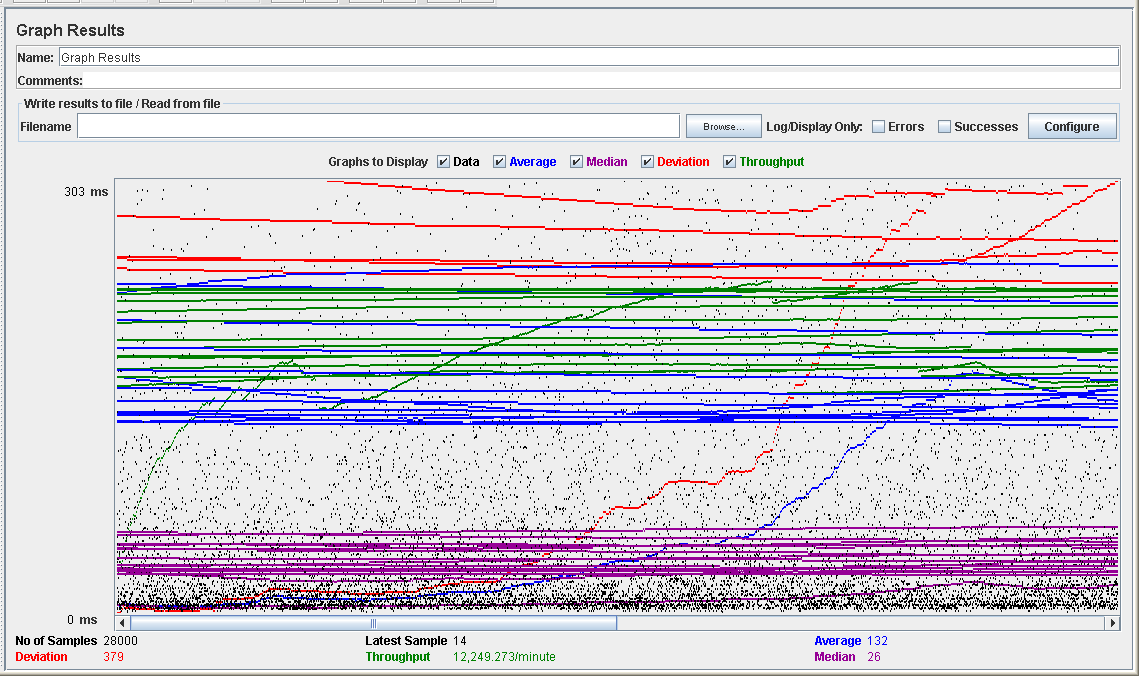 Graph Results
Name: Graph Results
Comments:
Write results to file / Read from file
Filename Browse... Log/Display Only: Errors Successes Configure
Graphs to Display Data Average Median Deviation Throughput
303 ms
0 ms
No of Samples 28000 Latest Sample 14 Average 132
Deviation 379 Throughput 12,249.273/minute Median 26